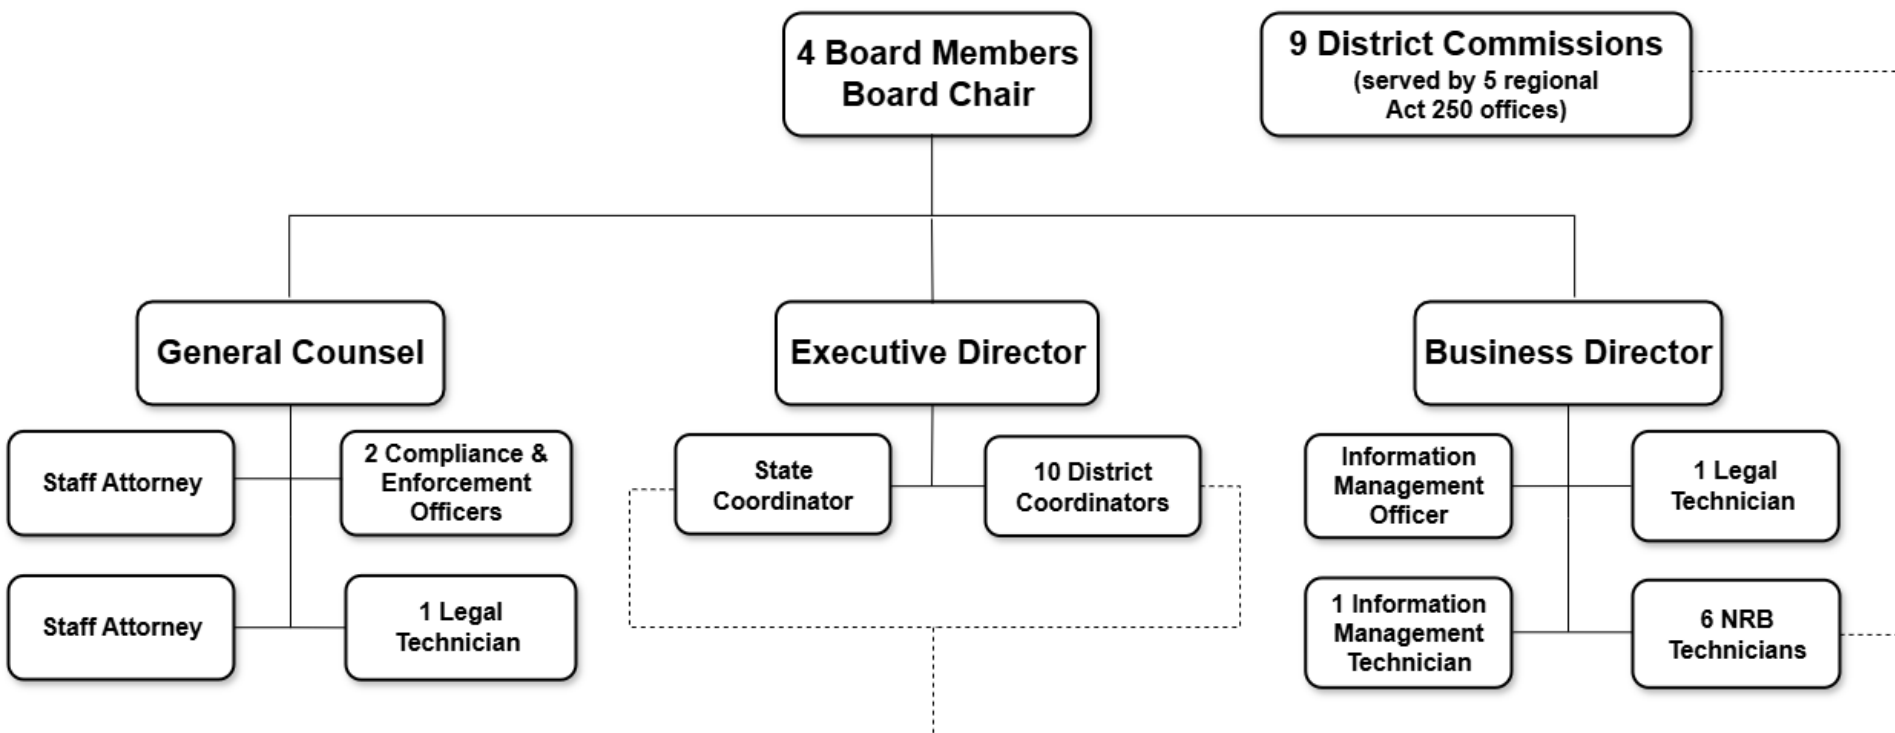 4 Board Members
Board Chair
9 District Commissions
(served by 5 regional
Act 250 offices)
General Counsel
Executive Director
Business Director
Staff Attorney
2 Compliance &
Enforcement
Officers
State
Coordinator
10 District
Coordinators
Information
Management
Officer
1 Legal
Technician
Staff Attorney
1 Legal
Technician
1 Information
Management
Technician
6 NRB
Technicians